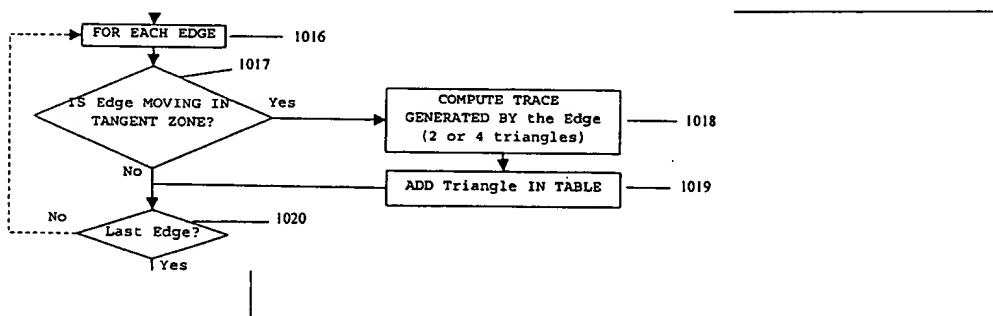 FOR EACH EDGE
1016
1017
IS Edge MOVING IN
TANGENT ZONE?
Yes
COMPUTE TRACE
GENERATED BY the Edge
(2 or 4 triangles)
1018
No
ADD Triangle IN TABLE
1019
No
1020
Last Edge?
Yes